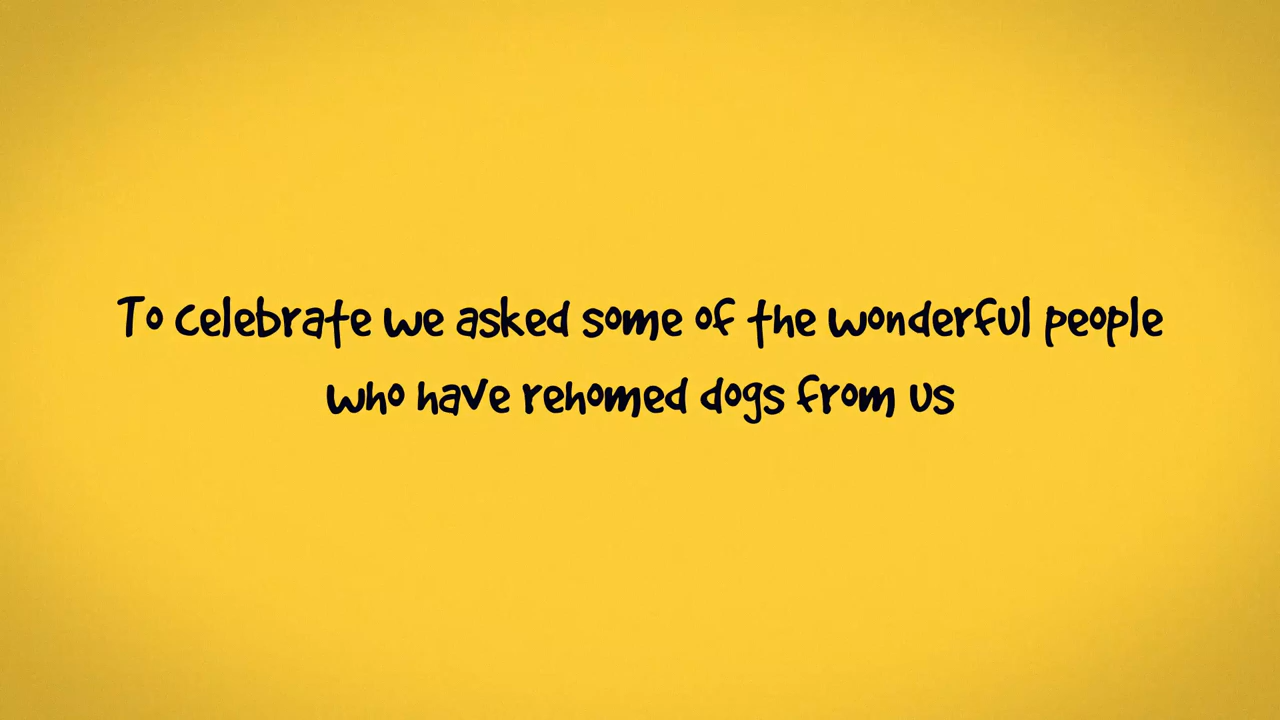 To celebrate we asked some of the wonderful people
who have rehomed dogs from us